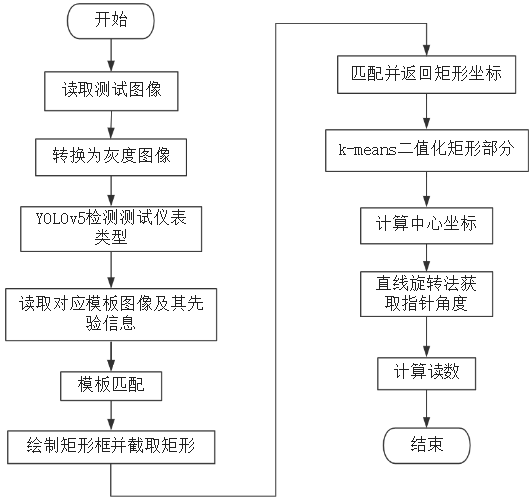 开始
读取测试图像
转换为灰度图像
YOLOv5检测测试仪表
类型
读取对应模板图像及其先
验信息
模板匹配
绘制矩形框并截取矩形
匹配并返回矩形坐标
k-means二值化矩形部分
计算中心坐标
直线旋转法获
取指针角度
计算读数
结束